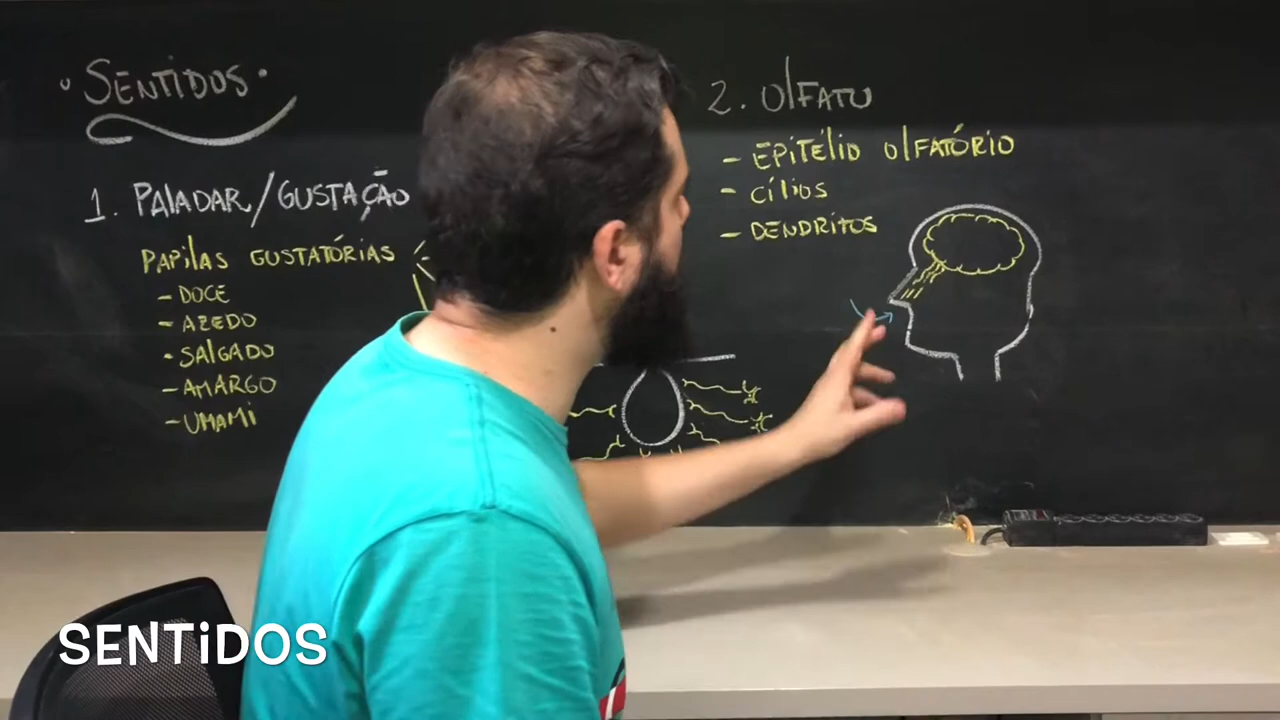 SENTiDOS
1. PALADAR/GUSTAÇÃO
PAPiLAS GUSTATÓRIAS
- DOCE
- AZEDO
- SALGADO
- AMARGO
- UMAMi
2. OLFATO
- EPiTÉLiO OLFATÓRiO
- CÍLiOS
- DENDRiTOS
SENTiDOS